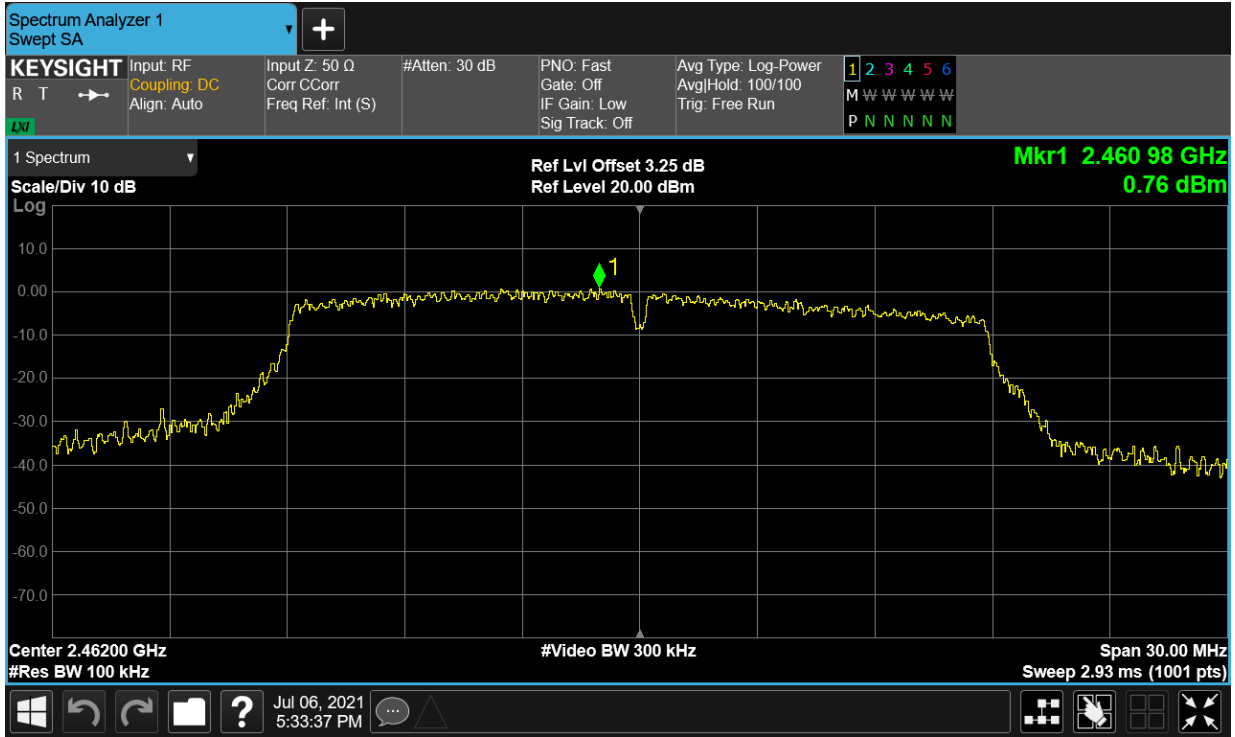 Spectrum Analyzer 1
Swept SA
KEYSIGHT
R T
LXI
Input: RF
Coupling: DC
Align: Auto
Input Z: 50 Ω
Corr CCorr
Freq Ref: Int (S)
#Atten: 30 dB
PNO: Fast
Gate: Off
IF Gain: Low
Sig Track: Off
Avg Type: Log-Power
Avg|Hold: 100/100
Trig: Free Run
1 2 3 4 5 6
M W W W W W
P N N N N N
1 Spectrum
Scale/Div 10 dB
Log
Ref Lvl Offset 3.25 dB
Ref Level 20.00 dBm
Mkr1 2.460 98 GHz
0.76 dBm
10.0
0.00
-10.0
-20.0
-30.0
-40.0
-50.0
-60.0
-70.0
1
Center 2.46200 GHz
#Res BW 100 kHz
#Video BW 300 kHz
Span 30.00 MHz
Sweep 2.93 ms (1001 pts)
?
Jul 06, 2021
5:33:37 PM